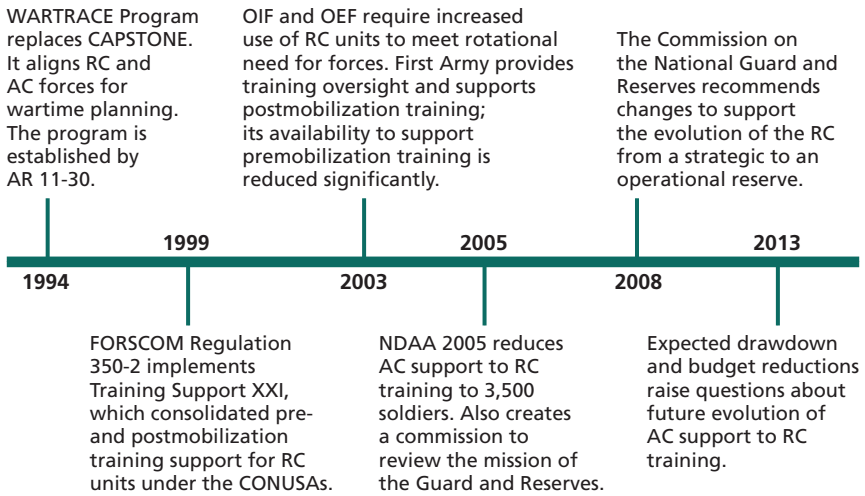 WARTRACE Program
replaces CAPSTONE.
It aligns RC and
AC forces for
wartime planning.
The program is
established by
AR 11-30.
OIF and OEF require increased
use of RC units to meet rotational
need for forces. First Army provides
training oversight and supports
postmobilization training;
its availability to support
premobilization training is
reduced significantly.
The Commission on
the National Guard and
Reserves recommends
changes to support
the evolution of the RC
from a strategic to an
operational reserve.
1999
2005
2013
1994
2003
2008
FORSCOM Regulation
350-2 implements
Training Support XXI,
which consolidated pre-
and postmobilization
training support for RC
units under the CONUSAs.
NDAA 2005 reduces
AC support to RC
training to 3,500
soldiers. Also creates
a commission to
review the mission of
the Guard and Reserves.
Expected drawdown
and budget reductions
raise questions about
future evolution of
AC support to RC
training.